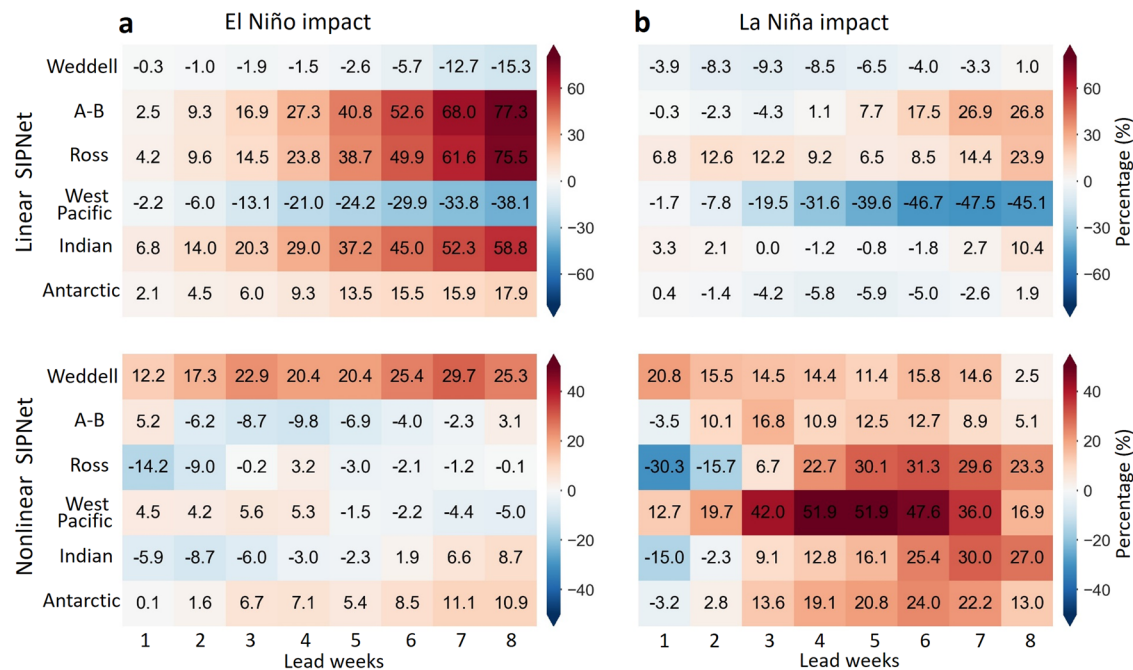 a El Niño impact
b La Niña impact
Linear SIPNet
Weddell -0.3 -1.0 -1.9 -1.5 -2.6 -5.7 -12.7 -15.3
A-B 2.5 9.3 16.9 27.3 40.8 52.6 68.0 77.3
Ross 4.2 9.6 14.5 23.8 38.7 49.9 61.6 75.5
West
Pacific -2.2 -6.0 -13.1 -21.0 -24.2 -29.9 -33.8 -38.1
Indian 6.8 14.0 20.3 29.0 37.2 45.0 52.3 58.8
Antarctic 2.1 4.5 6.0 9.3 13.5 15.5 15.9 17.9
60
30
0
−30
−60
-3.9 -8.3 -9.3 -8.5 -6.5 -4.0 -3.3 1.0
-0.3 -2.3 -4.3 1.1 7.7 17.5 26.9 26.8
6.8 12.6 12.2 9.2 6.5 8.5 14.4 23.9
-1.7 -7.8 -19.5 -31.6 -39.6 -46.7 -47.5 -45.1
3.3 2.1 0.0 -1.2 -0.8 -1.8 2.7 10.4
0.4 -1.4 -4.2 -5.8 -5.9 -5.0 -2.6 1.9
60
30
0
−30
−60
Percentage (%)
Nonlinear SIPNet
Weddell 12.2 17.3 22.9 20.4 20.4 25.4 29.7 25.3
A-B 5.2 -6.2 -8.7 -9.8 -6.9 -4.0 -2.3 3.1
Ross -14.2 -9.0 -0.2 3.2 -3.0 -2.1 -1.2 -0.1
West
Pacific 4.5 4.2 5.6 5.3 -1.5 -2.2 -4.4 -5.0
Indian -5.9 -8.7 -6.0 -3.0 -2.3 1.9 6.6 8.7
Antarctic 0.1 1.6 6.7 7.1 5.4 8.5 11.1 10.9
1 2 3 4 5 6 7 8
Lead weeks
40
20
0
−20
−40
20.8 15.5 14.5 14.4 11.4 15.8 14.6 2.5
-3.5 10.1 16.8 10.9 12.5 12.7 8.9 5.1
-30.3 -15.7 6.7 22.7 30.1 31.3 29.6 23.3
12.7 19.7 42.0 51.9 51.9 47.6 36.0 16.9
-15.0 -2.3 9.1 12.8 16.1 25.4 30.0 27.0
-3.2 2.8 13.6 19.1 20.8 24.0 22.2 13.0
1 2 3 4 5 6 7 8
Lead weeks
40
20
0
−20
−40
Percentage (%)